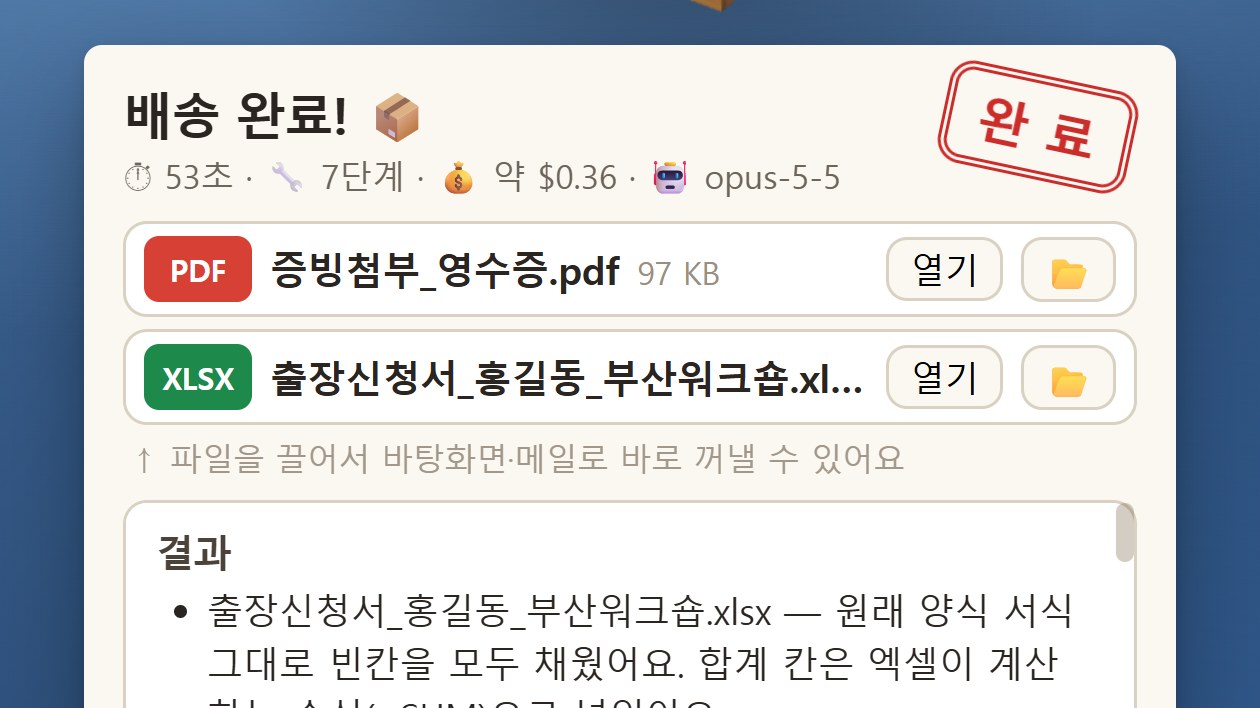 배송 완료!
완료
53초 · 7단계 · 약 $0.36 · opus-5-5
PDF 증빙첨부_영수증.pdf 97 KB 열기
XLSX 출장신청서_홍길동_부산워크숍.xl... 열기
↑ 파일을 끌어서 바탕화면·메일로 바로 꺼낼 수 있어요
결과
• 출장신청서_홍길동_부산워크숍.xlsx — 원래 양식 서식
그대로 빈칸을 모두 채웠어요. 합계 칸은 엑셀이 계산